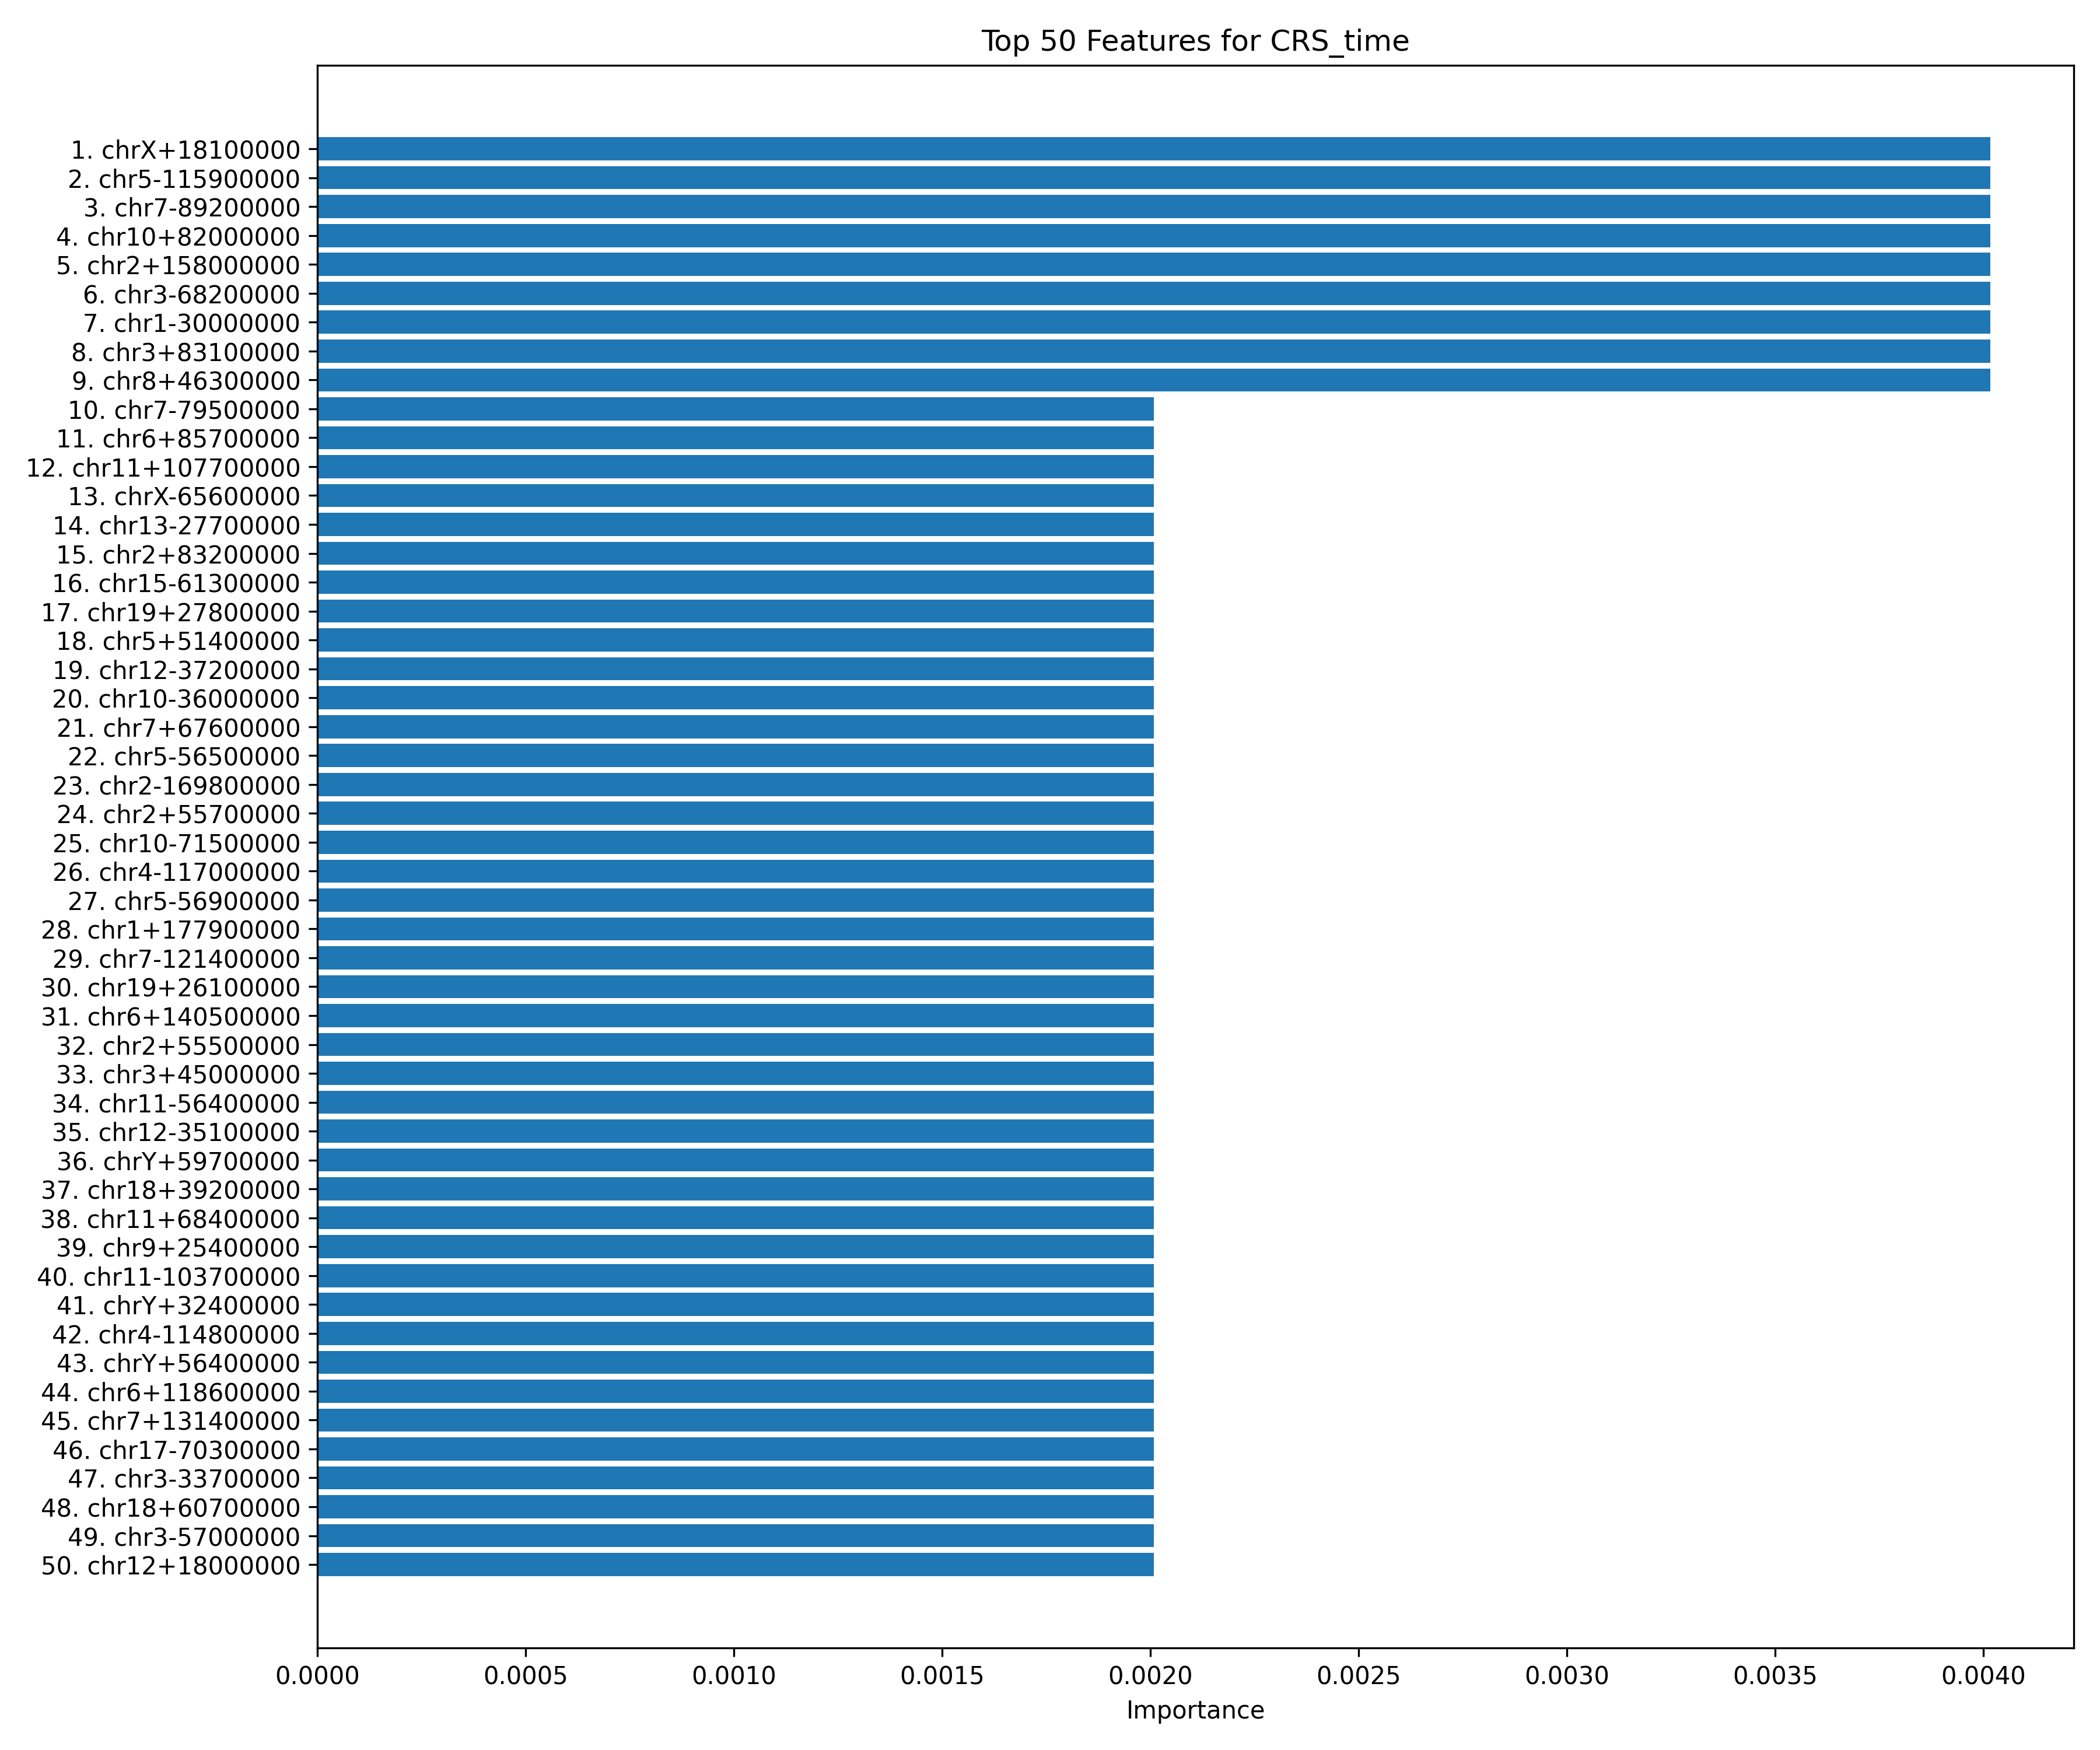 Top 50 Features for CRS_time
1. chrX+18100000
2. chr5-115900000
3. chr7-89200000
4. chr10+82000000
5. chr2+158000000
6. chr3-68200000
7. chr1-30000000
8. chr3+83100000
9. chr8+46300000
10. chr7-79500000
11. chr6+85700000
12. chr11+107700000
13. chrX-65600000
14. chr13-27700000
15. chr2+83200000
16. chr15-61300000
17. chr19+27800000
18. chr5+51400000
19. chr12-37200000
20. chr10-36000000
21. chr7+67600000
22. chr5-56500000
23. chr2-169800000
24. chr2+55700000
25. chr10-71500000
26. chr4-117000000
27. chr5-56900000
28. chr1+177900000
29. chr7-121400000
30. chr19+26100000
31. chr6+140500000
32. chr2+55500000
33. chr3+45000000
34. chr11-56400000
35. chr12-35100000
36. chrY+59700000
37. chr18+39200000
38. chr11+68400000
39. chr9+25400000
40. chr11-103700000
41. chrY+32400000
42. chr4-114800000
43. chrY+56400000
44. chr6+118600000
45. chr7+131400000
46. chr17-70300000
47. chr3-33700000
48. chr18+60700000
49. chr3-57000000
50. chr12+18000000
0.0000 0.0005 0.0010 0.0015 0.0020 0.0025 0.0030 0.0035 0.0040
Importance